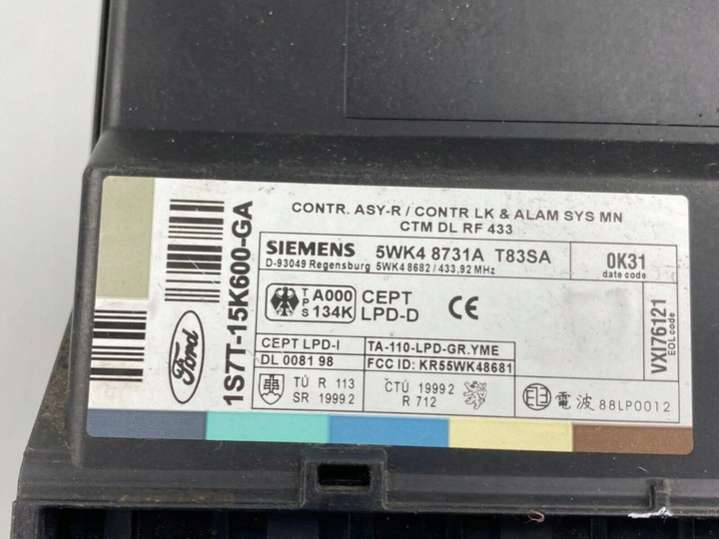 CONTR. ASY-R / CONTR LK & ALAM SYS MN
CTM DL RF 433
SIEMENS 5WK4 8731A T83SA
D-93049 Regensburg 5WK4 8682 / 433,92 MHz
0K31
date code
TPS A000 134K
CEPT
LPD-D
CE
CEPT LPD-I
DL 0081 98
TA-110-LPD-GR.YME
FCC ID: KR55WK48681
TÚ R 113
SR 1999 2
ČTÚ 1999 2
R 712
電波 88LP0012
VXI76121
EOL code
1S7T-15K600-GA
Ford